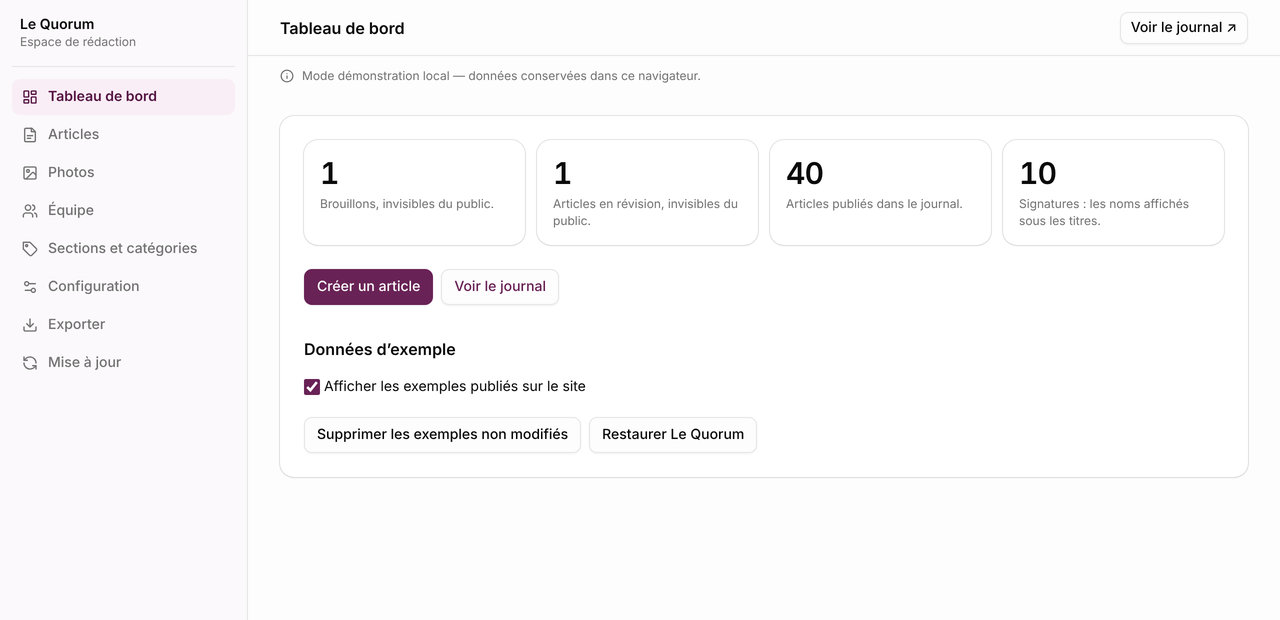 Le Quorum
Espace de rédaction
Tableau de bord
Articles
Photos
Équipe
Sections et catégories
Configuration
Exporter
Mise à jour
Tableau de bord
Voir le journal ↗
Mode démonstration local — données conservées dans ce navigateur.
1
Brouillons, invisibles du public.
1
Articles en révision, invisibles du
public.
40
Articles publiés dans le journal.
10
Signatures : les noms affichés
sous les titres.
Créer un article
Voir le journal
Données d’exemple
Afficher les exemples publiés sur le site
Supprimer les exemples non modifiés
Restaurer Le Quorum